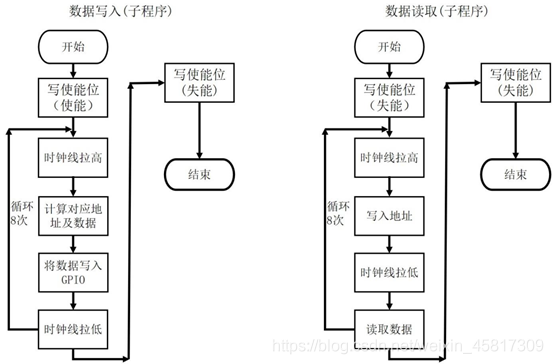 数据写入(子程序)
开始
写使能位
（使能）
时钟线拉高
计算对应地
址及数据
将数据写入
GPIO
时钟线拉低
循环
8次
写使能位
(失能)
结束
数据读取(子程序)
开始
写使能位
（失能）
时钟线拉高
写入地址
时钟线拉低
读取数据
循环
8次
写使能位
(失能)
结束
https://blog.csdn.net/weixin_45817309